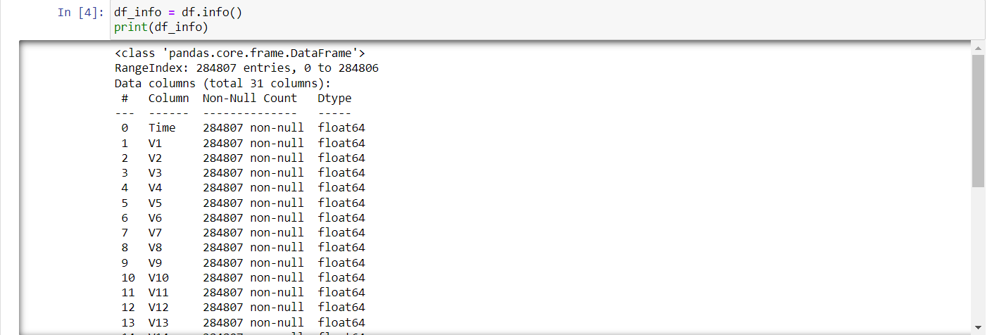 In [4]: df_info = df.info()
print(df_info)
<class 'pandas.core.frame.DataFrame'>
RangeIndex: 284807 entries, 0 to 284806
Data columns (total 31 columns):
 #   Column  Non-Null Count   Dtype
---  ------  --------------   -----
 0   Time    284807 non-null  float64
 1   V1      284807 non-null  float64
 2   V2      284807 non-null  float64
 3   V3      284807 non-null  float64
 4   V4      284807 non-null  float64
 5   V5      284807 non-null  float64
 6   V6      284807 non-null  float64
 7   V7      284807 non-null  float64
 8   V8      284807 non-null  float64
 9   V9      284807 non-null  float64
 10  V10     284807 non-null  float64
 11  V11     284807 non-null  float64
 12  V12     284807 non-null  float64
 13  V13     284807 non-null  float64